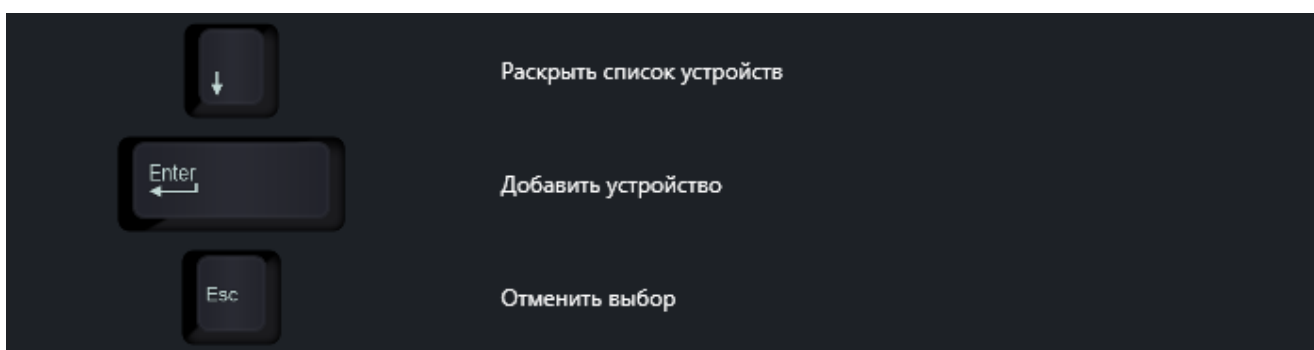 ↓
Раскрыть список устройств
Enter
Добавить устройство
Esc
Отменить выбор